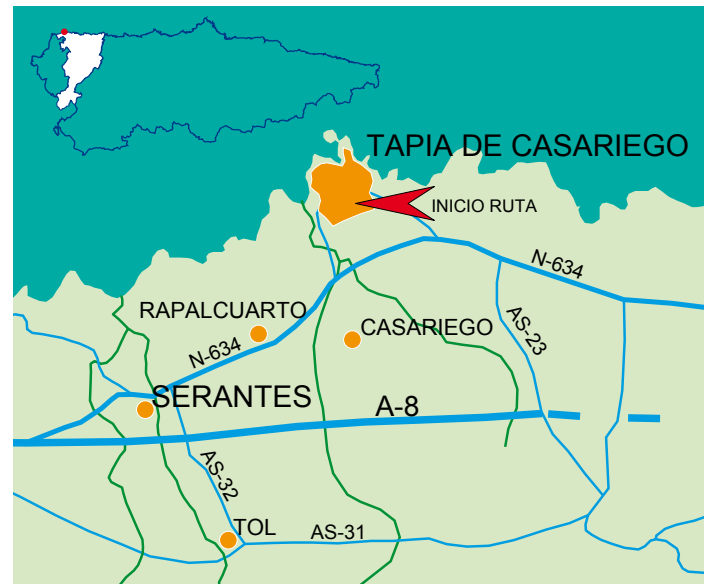 TAPIA DE CASARIEGO
INICIO RUTA
N-634
RAPALCUARTO
CASARIEGO
AS-23
N-634
SERANTES
A-8
AS-32
TOL
AS-31